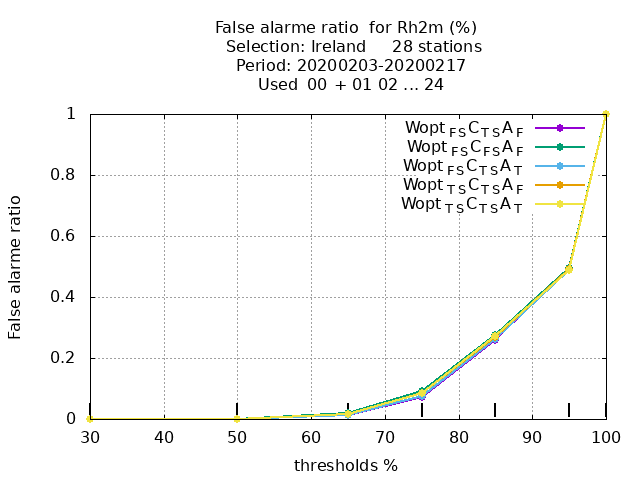 False alarme ratio  for Rh2m (%)
Selection: Ireland     28 stations
Period: 20200203-20200217
Used  00 + 01 02 ... 24
1
0.8
0.6
0.4
0.2
0
False alarme ratio
Wopt FS C TS A F
Wopt FS C FS A F
Wopt FS C TS A T
Wopt TS C TS A F
Wopt TS C TS A T
30 40 50 60 70 80 90 100
thresholds %